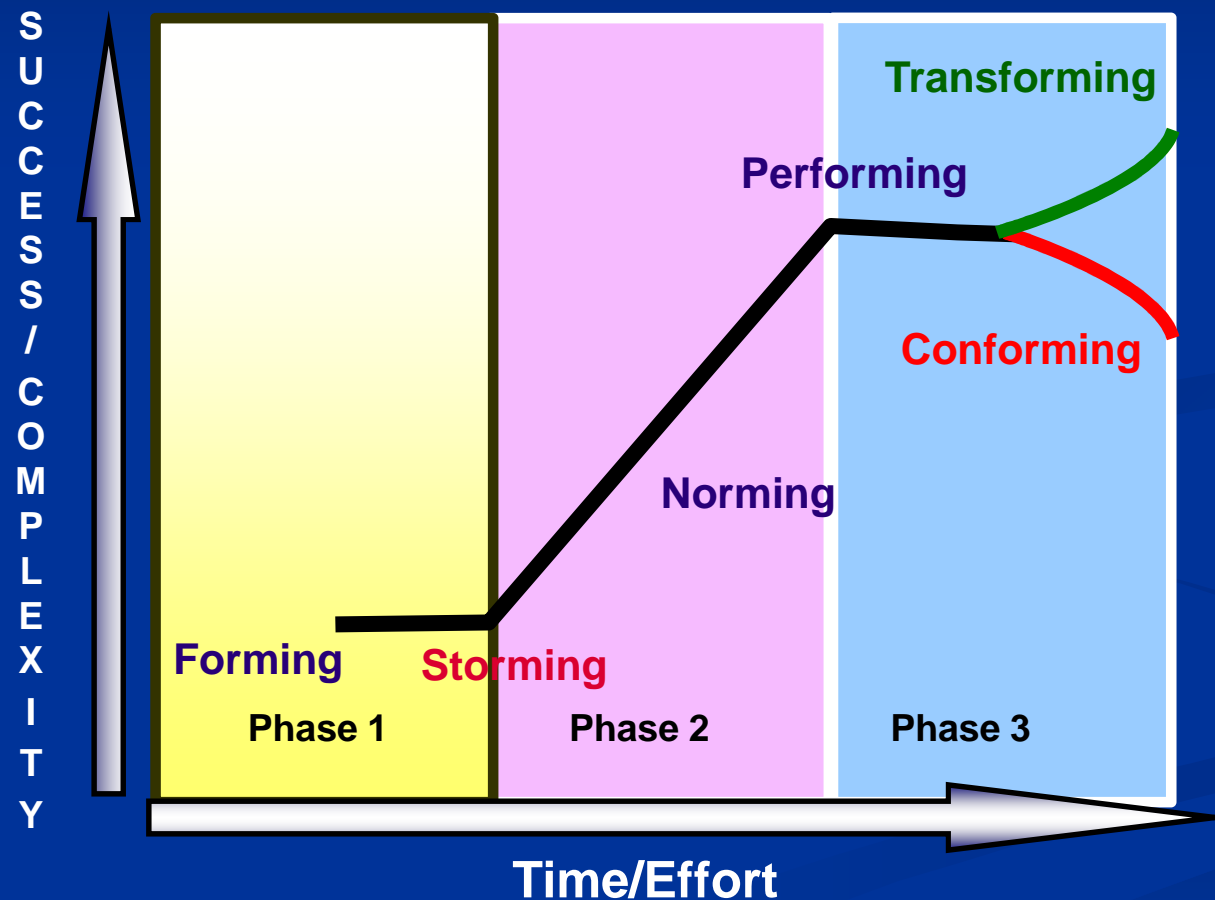 SUCCESS/COMPLEXITY
Transforming
Performing
Conforming
Norming
Forming
Storming
Phase 1 Phase 2 Phase 3
Time/Effort